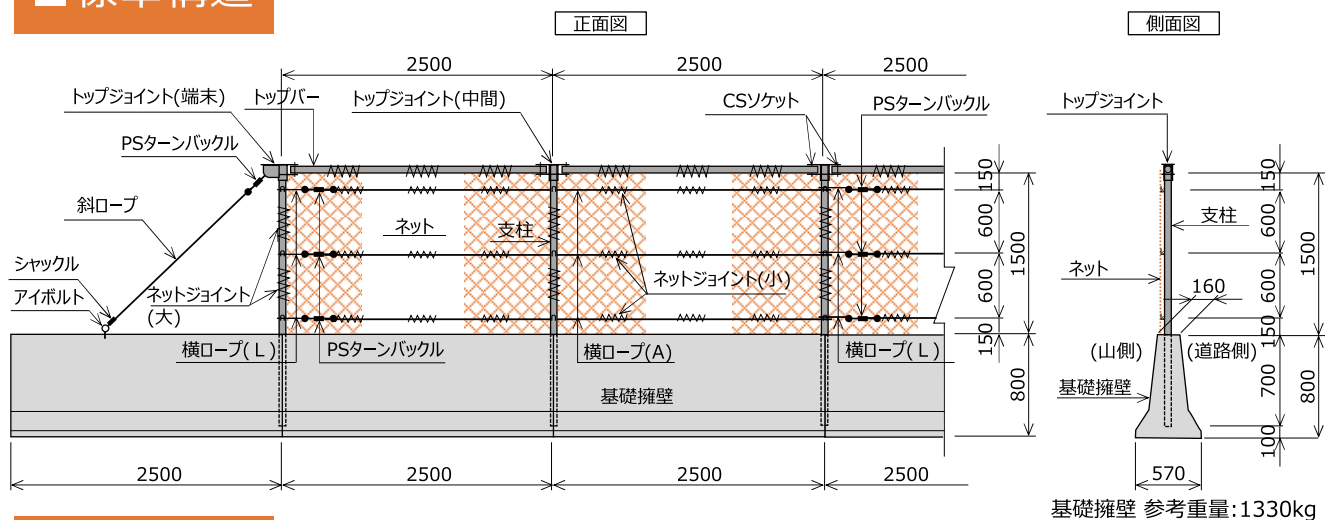 ■標準構造
正面図
側面図
2500
2500
2500
トップジョイント(端末)
トップバー
トップジョイント(中間)
CSソケット
PSターンバックル
トップジョイント
PSターンバックル
斜ロープ
ネット
支柱
シャックル
アイボルト
ネットジョイント
(大)
ネットジョイント(小)
横ロープ(L)
PSターンバックル
横ロープ(A)
横ロープ(L)
基礎擁壁
150
600
600
150
1500
800
支柱
ネット
160
(山側)
(道路側)
基礎擁壁
150
600
600
150
700
100
1500
800
2500
2500
2500
2500
570
基礎擁壁 参考重量:1330kg